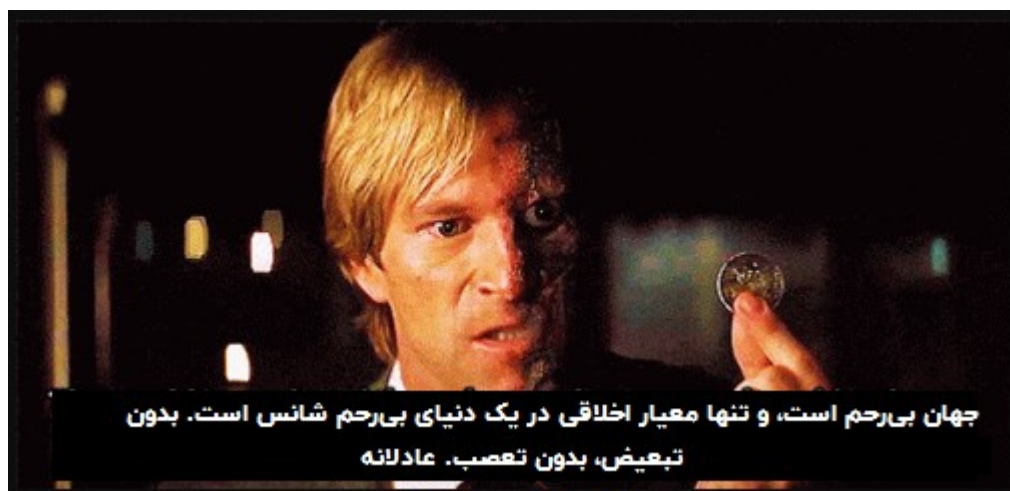 جهان بی‌رحم است، و تنها معیار اخلاقی در یک دنیای بی‌رحم شانس است. بدون
تبعیض، بدون تعصب. عادلانه